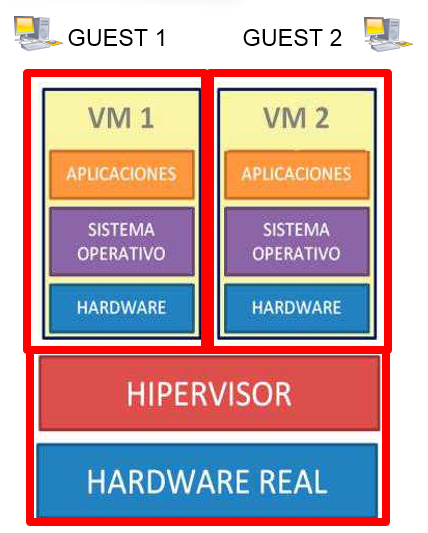 GUEST 1
GUEST 2
VM 1
APLICACIONES
SISTEMA
OPERATIVO
HARDWARE
VM 2
APLICACIONES
SISTEMA
OPERATIVO
HARDWARE
HIPERVISOR
HARDWARE REAL